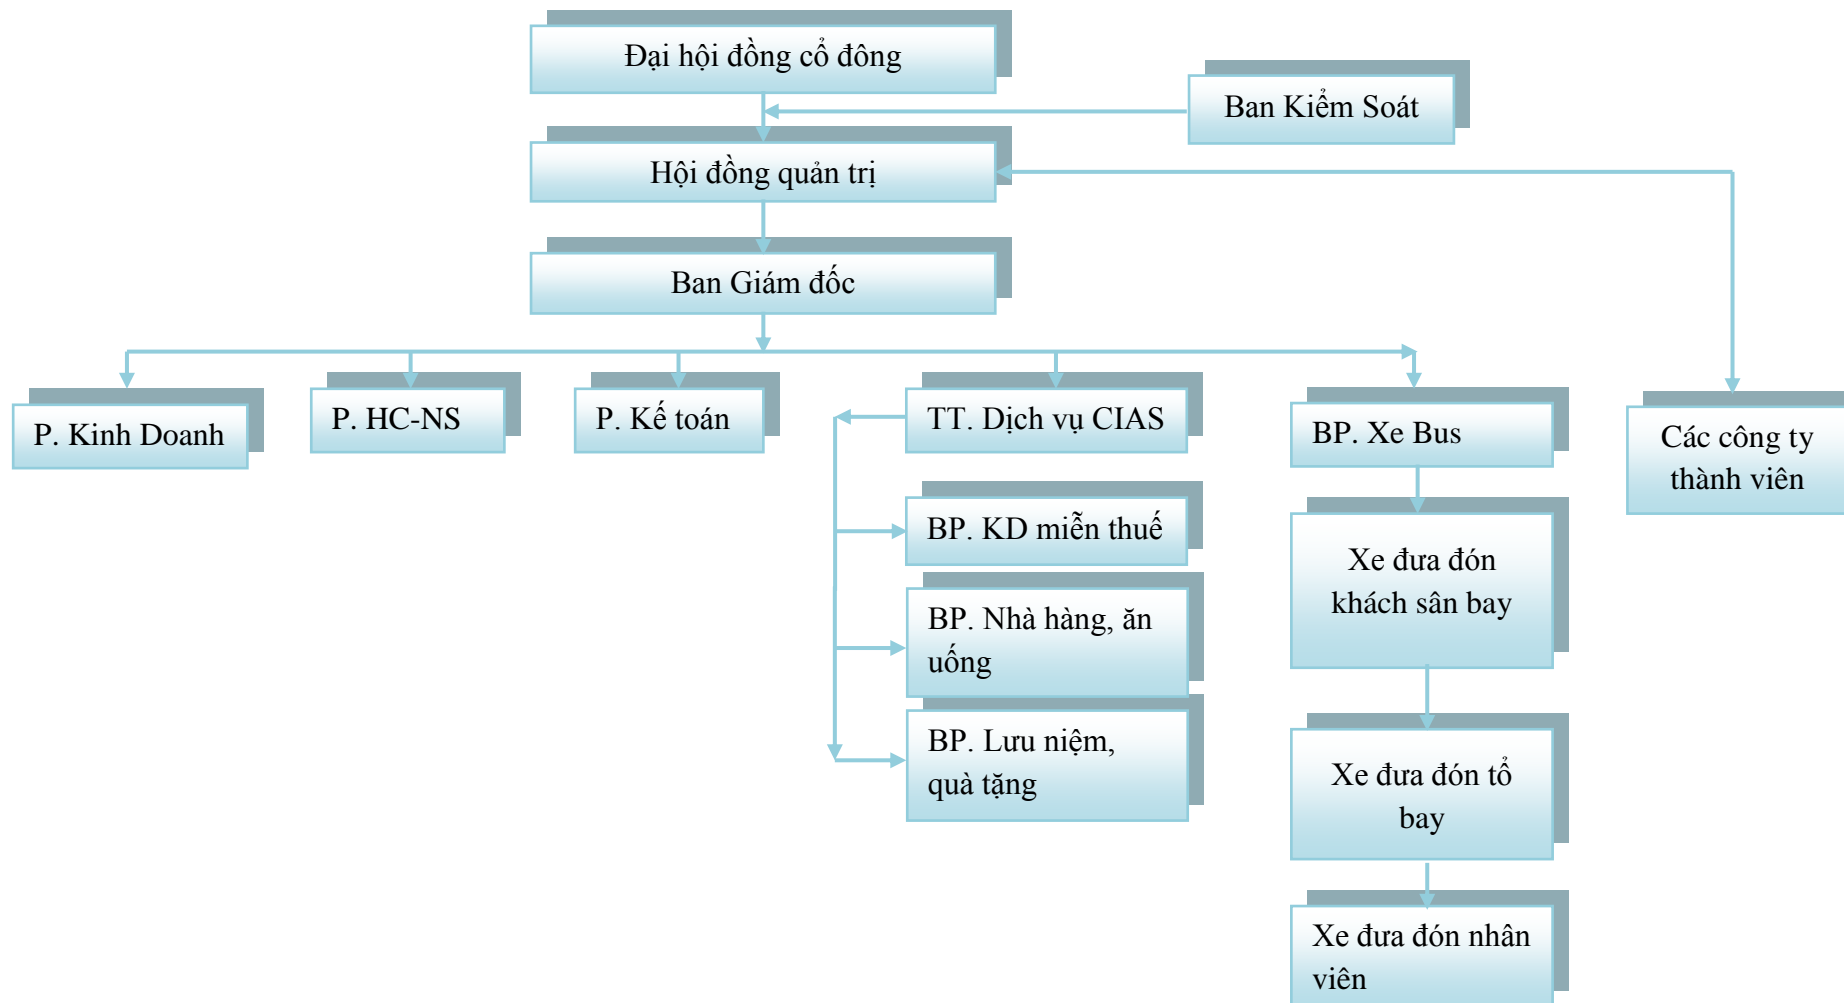 Đại hội đồng cổ đông
Ban Kiểm Soát
Hội đồng quản trị
Ban Giám đốc
P. Kinh Doanh
P. HC-NS
P. Kế toán
TT. Dịch vụ CIAS
BP. Xe Bus
Các công ty
thành viên
BP. KD miễn thuế
BP. Nhà hàng, ăn
uống
BP. Lưu niệm,
quà tặng
Xe đưa đón
khách sân bay
Xe đưa đón tổ
bay
Xe đưa đón nhân
viên